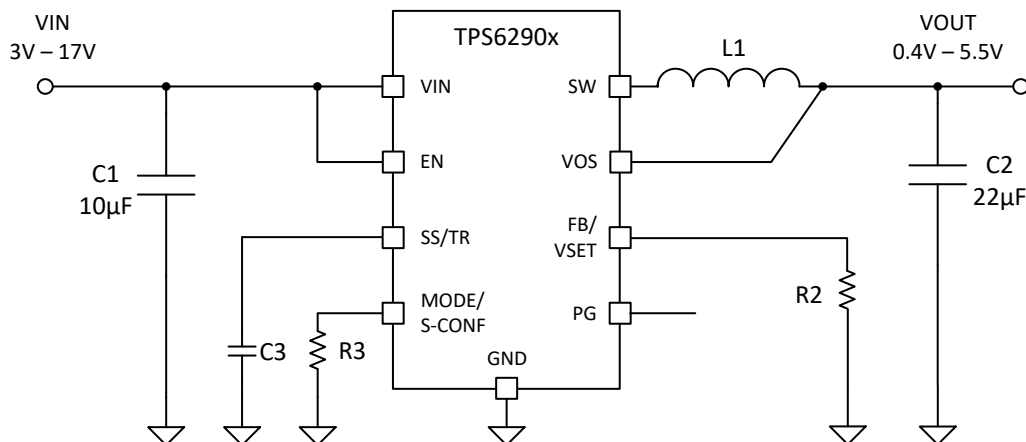 VIN
3V – 17V
TPS6290x
VOUT
0.4V – 5.5V
L1
VIN
SW
EN
VOS
C1
10µF
C2
22µF
SS/TR
FB/
VSET
R2
MODE/
S-CONF
PG
C3
R3
GND